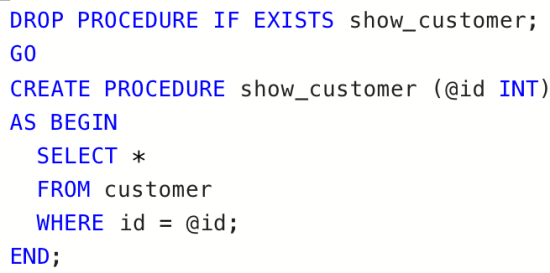 DROP PROCEDURE IF EXISTS show_customer;
GO
CREATE PROCEDURE show_customer (@id INT)
AS BEGIN
  SELECT *
  FROM customer
  WHERE id = @id;
END;